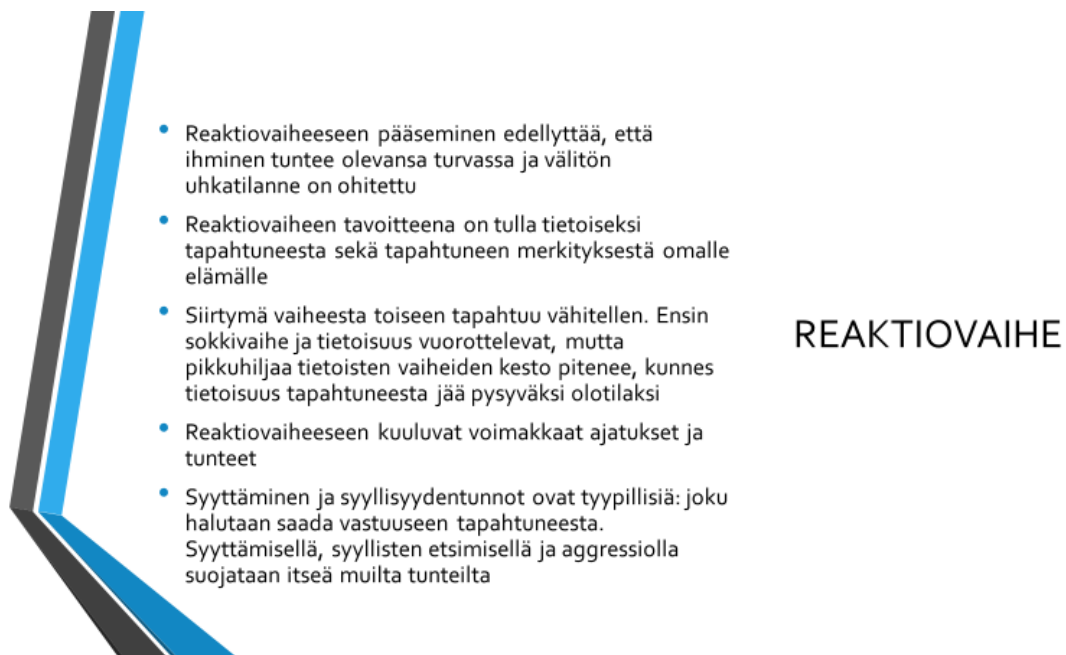 Reaktiovaiheeseen pääseminen edellyttää, että
ihminen tuntee olevansa turvassa ja välitön
uhkatilanne on ohitettu
Reaktiovaiheen tavoitteena on tulla tietoiseksi
tapahtuneesta sekä tapahtuneen merkityksestä omalle
elämälle
Siirtymä vaiheesta toiseen tapahtuu vähitellen. Ensin
sokkivaihe ja tietoisuus vuorottelevat, mutta
pikkuhiljaa tietoisten vaiheiden kesto pitenee, kunnes
tietoisuus tapahtuneesta jää pysyväksi olotilaksi
Reaktiovaiheeseen kuuluvat voimakkaat ajatukset ja
tunteet
Syyttäminen ja syyllisyydentunnot ovat tyypillisiä: joku
halutaan saada vastuuseen tapahtuneesta.
Syyttämisellä, syyllisten etsimisellä ja aggressiolla
suojataan itseä muilta tunteilta
REAKTIOVAIHE